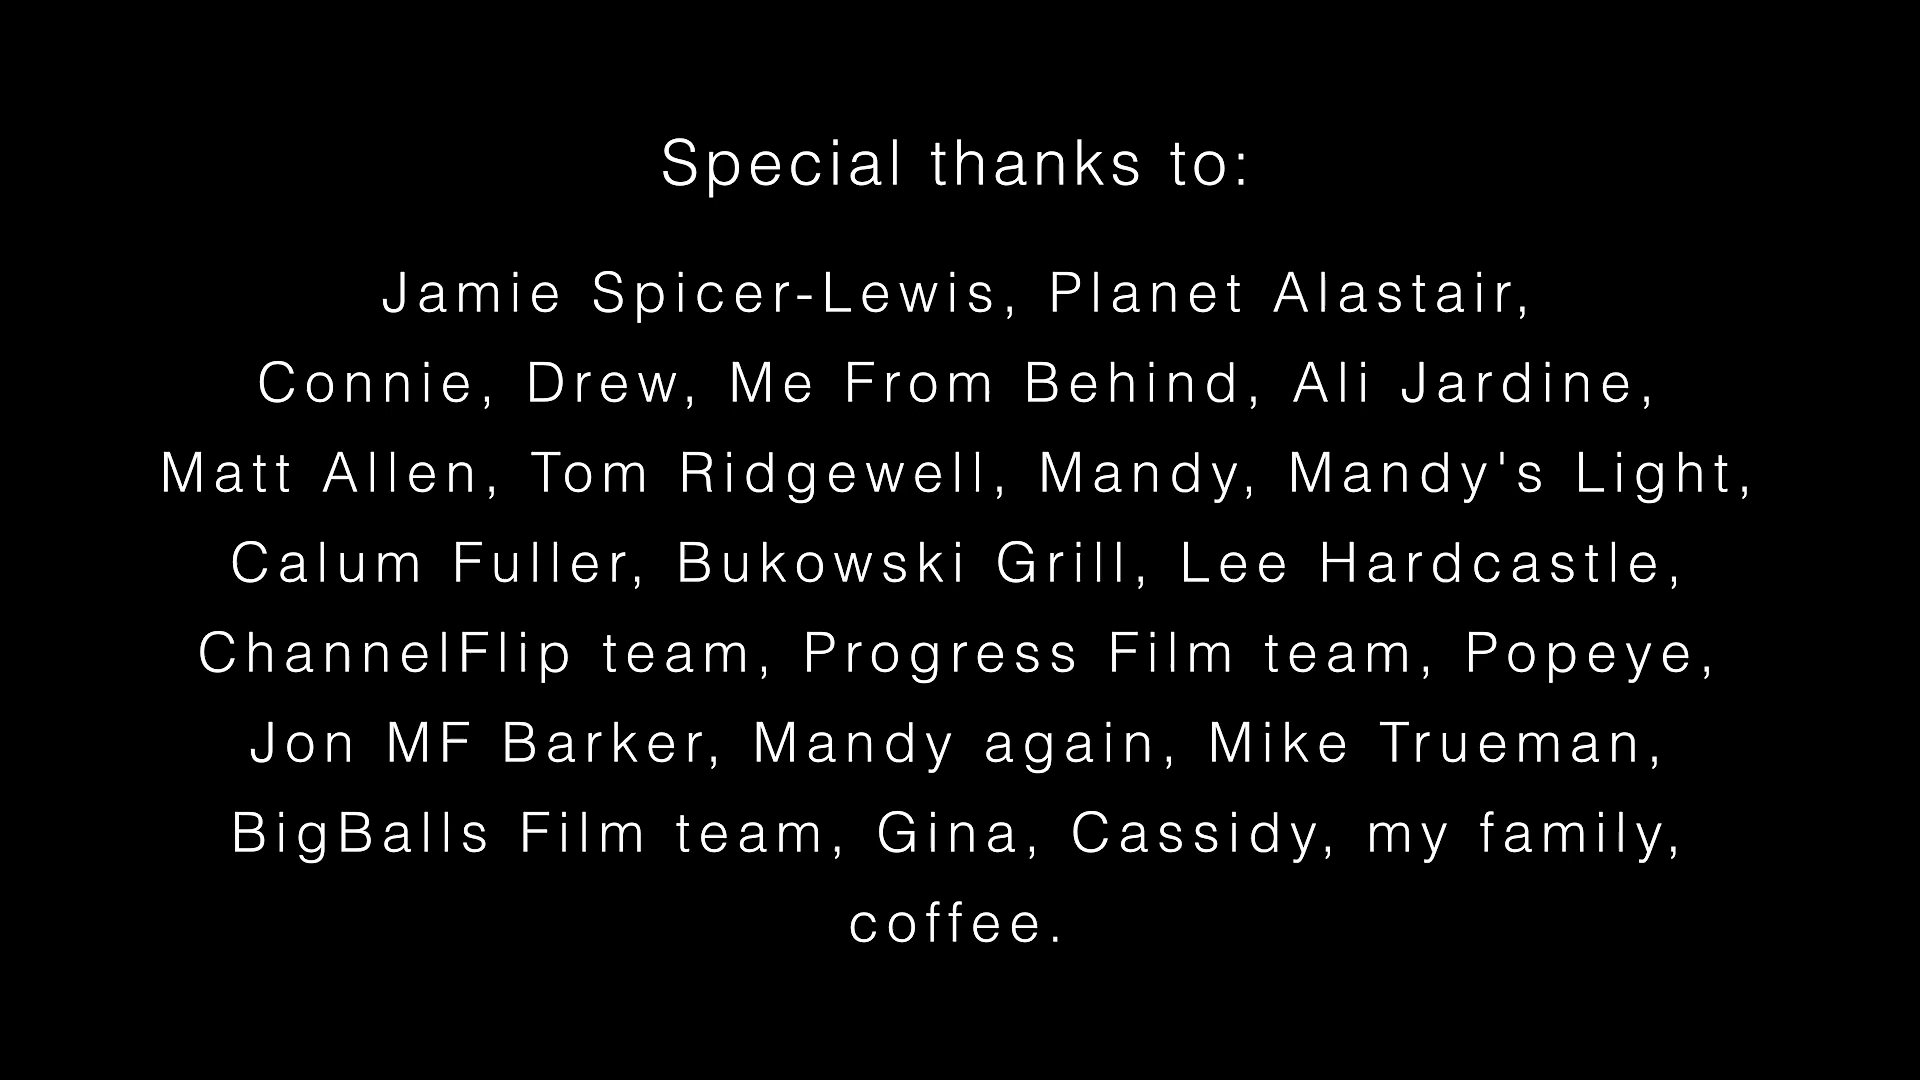 Special thanks to:
Jamie Spicer-Lewis, Planet Alastair,
Connie, Drew, Me From Behind, Ali Jardine,
Matt Allen, Tom Ridgewell, Mandy, Mandy's Light,
Calum Fuller, Bukowski Grill, Lee Hardcastle,
ChannelFlip team, Progress Film team, Popeye,
Jon MF Barker, Mandy again, Mike Trueman,
BigBalls Film team, Gina, Cassidy, my family,
coffee.